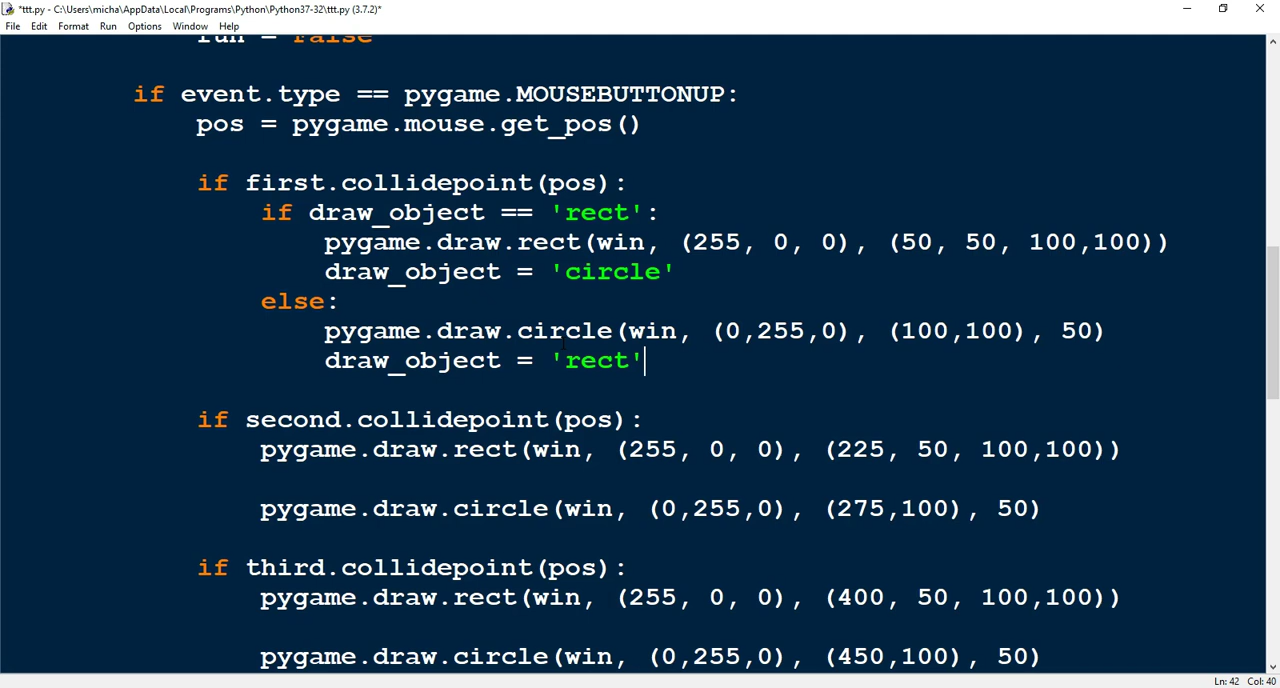 *ttt.py - C:\Users\micha\AppData\Local\Programs\Python\Python37-32\ttt.py (3.7.2)*
File Edit Format Run Options Window Help
run = False
if event.type == pygame.MOUSEBUTTONUP:
pos = pygame.mouse.get_pos()
if first.collidepoint(pos):
if draw_object == 'rect':
pygame.draw.rect(win, (255, 0, 0), (50, 50, 100,100))
draw_object = 'circle'
else:
pygame.draw.circle(win, (0,255,0), (100,100), 50)
draw_object = 'rect'
if second.collidepoint(pos):
pygame.draw.rect(win, (255, 0, 0), (225, 50, 100,100))
pygame.draw.circle(win, (0,255,0), (275,100), 50)
if third.collidepoint(pos):
pygame.draw.rect(win, (255, 0, 0), (400, 50, 100,100))
pygame.draw.circle(win, (0,255,0), (450,100), 50)
Ln: 42 Col: 40